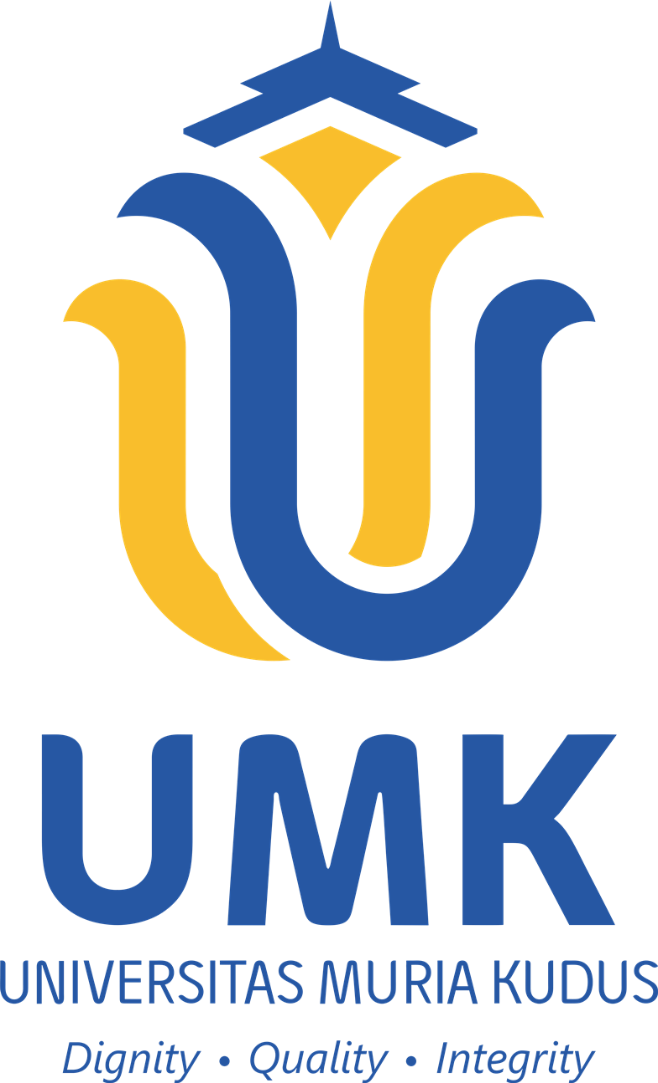 UMK
UNIVERSITAS MURIA KUDUS
Dignity • Quality • Integrity